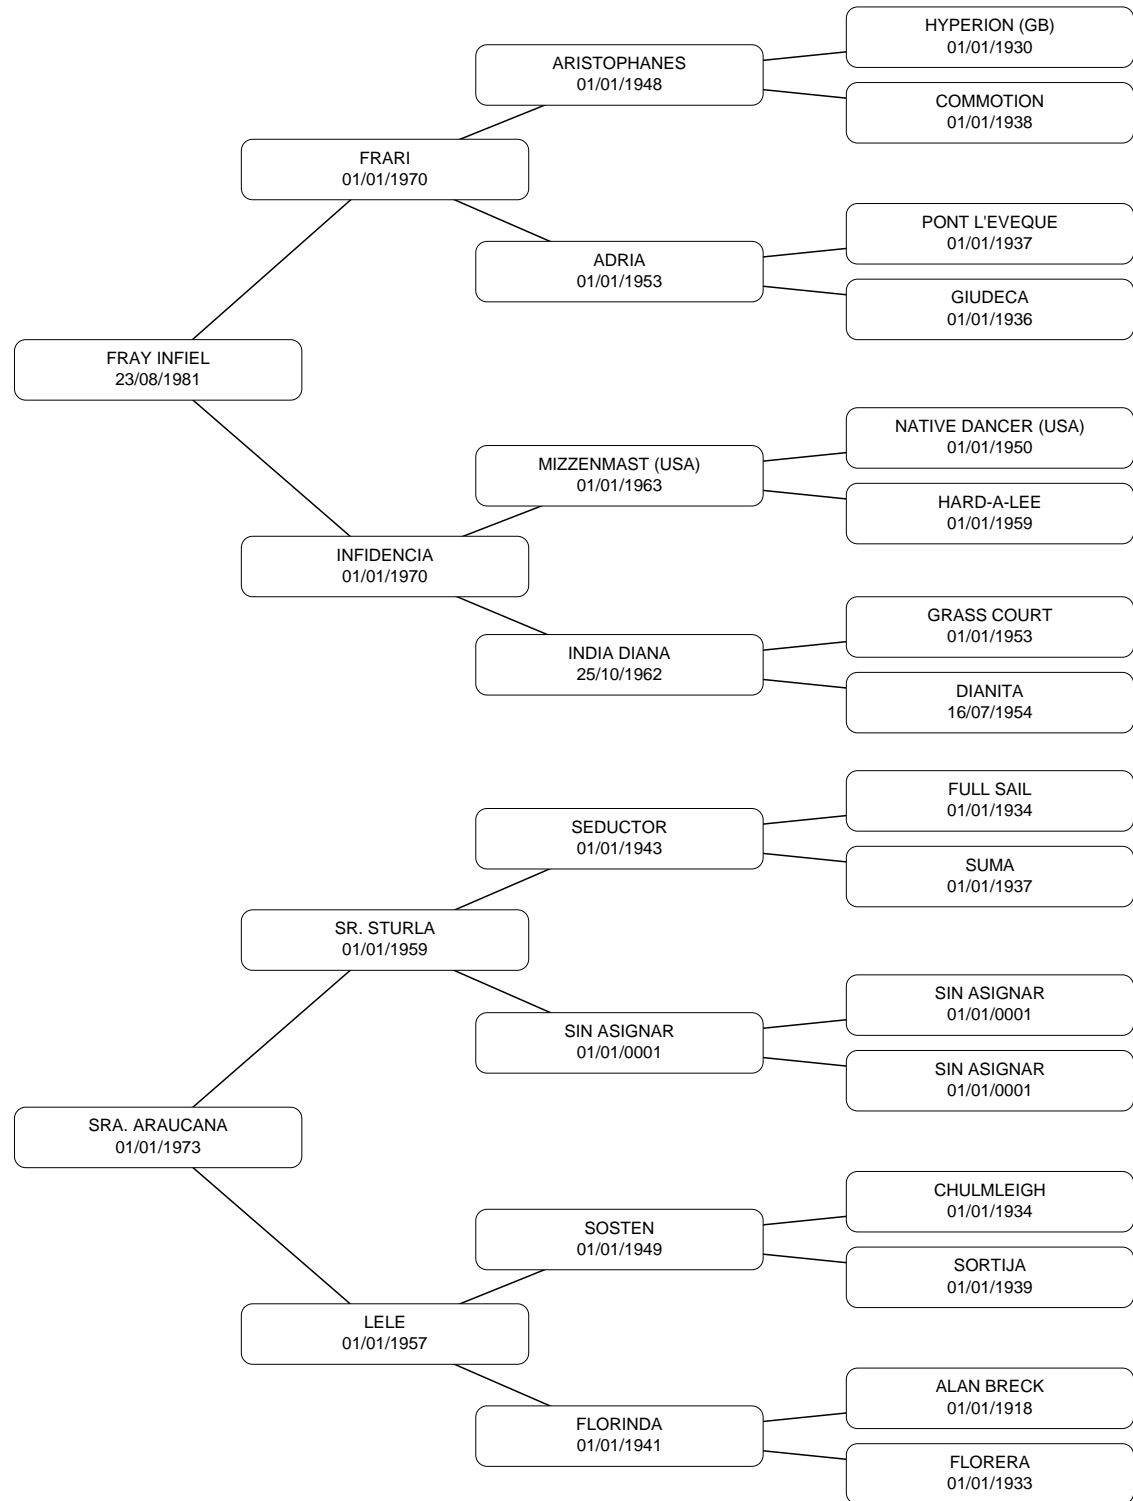 HYPERION (GB)
01/01/1930
ARISTOPHANES
01/01/1948
COMMOTION
01/01/1938
FRARI
01/01/1970
PONT L'EVEQUE
01/01/1937
ADRIA
01/01/1953
GIUDECA
01/01/1936
FRAY INFIEL
23/08/1981
NATIVE DANCER (USA)
01/01/1950
MIZZENMAST (USA)
01/01/1963
HARD-A-LEE
01/01/1959
INFIDENCIA
01/01/1970
GRASS COURT
01/01/1953
INDIA DIANA
25/10/1962
DIANITA
16/07/1954
FULL SAIL
01/01/1934
SEDUCTOR
01/01/1943
SUMA
01/01/1937
SR. STURLA
01/01/1959
SIN ASIGNAR
01/01/0001
SIN ASIGNAR
01/01/0001
SIN ASIGNAR
01/01/0001
SRA. ARAUCANA
01/01/1973
CHULMLEIGH
01/01/1934
SOSTEN
01/01/1949
SORTIJA
01/01/1939
LELE
01/01/1957
ALAN BRECK
01/01/1918
FLORINDA
01/01/1941
FLORERA
01/01/1933